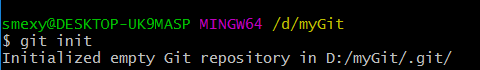 smexy@DESKTOP-UK9MASP MINGW64 /d/myGit
$ git init
Initialized empty Git repository in D:/myGit/.git/